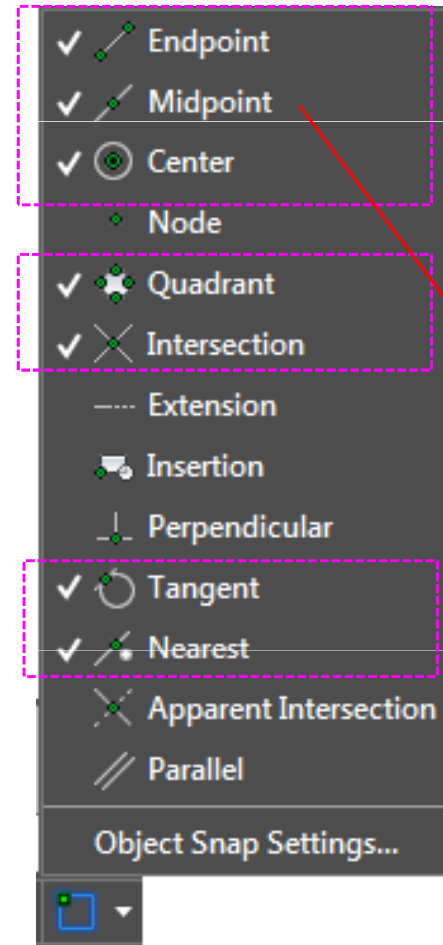 Endpoint
Midpoint
Center
Node
Quadrant
Intersection
Extension
Insertion
Perpendicular
Tangent
Nearest
Apparent Intersection
Parallel
Object Snap Settings...